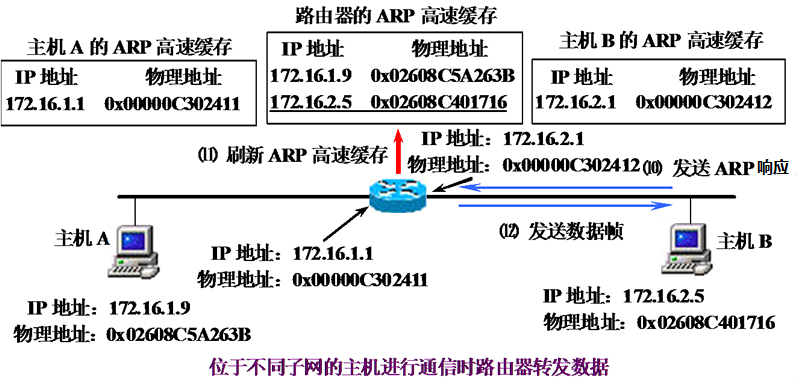 路由器的 ARP 高速缓存
主机 A 的 ARP 高速缓存
主机 B 的 ARP 高速缓存
IP 地址 物理地址
172.16.1.1 0x00000C302411
IP 地址 物理地址
172.16.1.9 0x02608C5A263B
172.16.2.5 0x02608C401716
IP 地址 物理地址
172.16.2.1 0x00000C302412
⑾ 刷新 ARP 高速缓存
IP 地址：172.16.2.1
物理地址：0x00000C302412
⑽ 发送 ARP 响应
主机 A
IP 地址：172.16.1.1
物理地址：0x00000C302411
⑿ 发送数据帧
主机 B
IP 地址：172.16.1.9
物理地址：0x02608C5A263B
IP 地址：172.16.2.5
物理地址：0x02608C401716
位于不同子网的主机进行通信时路由器转发数据